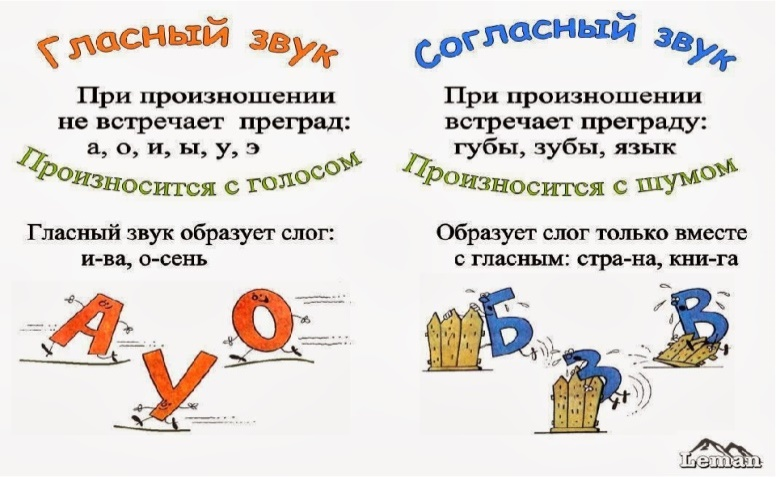 Гласный звук
При произношении
не встречает преград:
а, о, и, ы, у, э
Произносится с голосом
Гласный звук образует слог:
и-ва, о-сень
А
О
У
Согласный звук
При произношении
встречает преграду:
губы, зубы, язык
Произносится с шумом
Образует слог только вместе
с гласным: стра-на, кни-га
Б
В
З
Leman